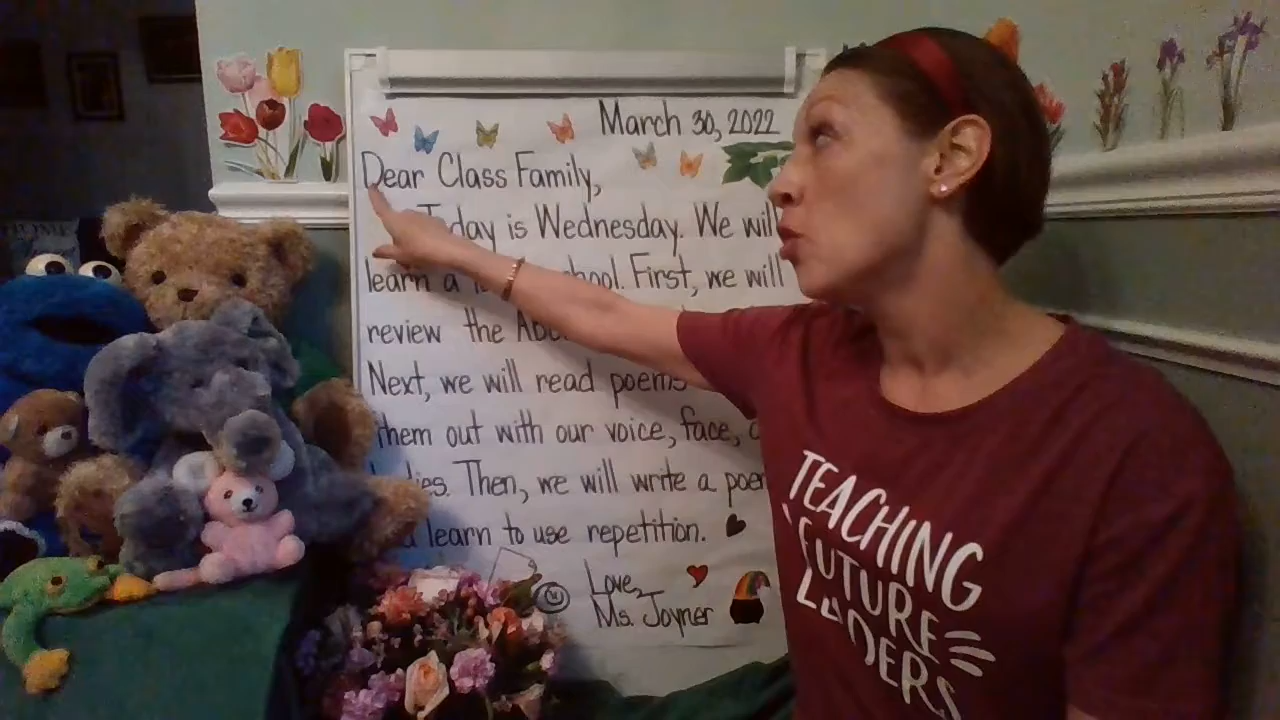 March 30, 2022
Dear Class Family,
day is Wednesday. We will
learn a school. First, we will
review the
Next, we will read poems
them out with our voice, face,
Then, we will write a poem
learn to use repetition.
Love,
Ms. Joyner
TEACHING
FUTURE
LEADERS